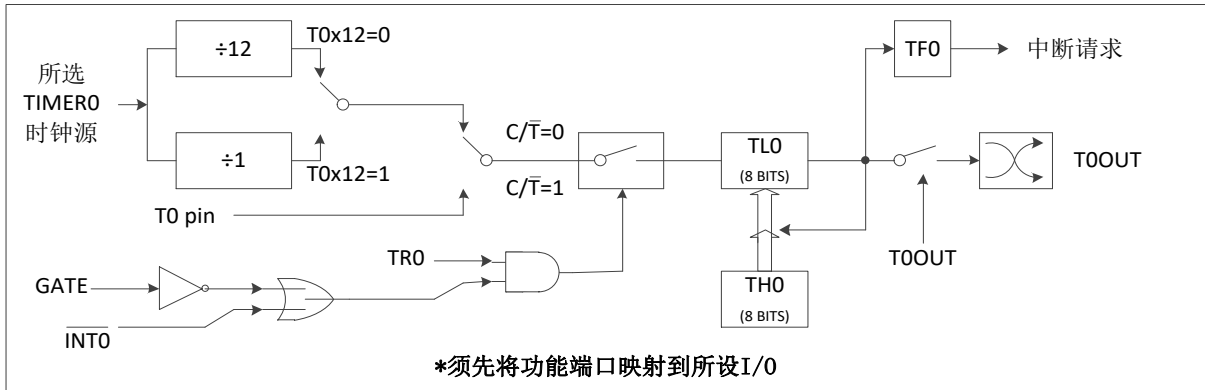 ÷12
T0x12=0
所选
TIMER0
时钟源
÷1
T0x12=1
T0 pin
C/T̅=0
C/T̅=1
TR0
GATE
I̅N̅T̅0̅
TL0
(8 BITS)
TH0
(8 BITS)
TF0
中断请求
T0OUT
T0OUT
*须先将功能端口映射到所设I/0